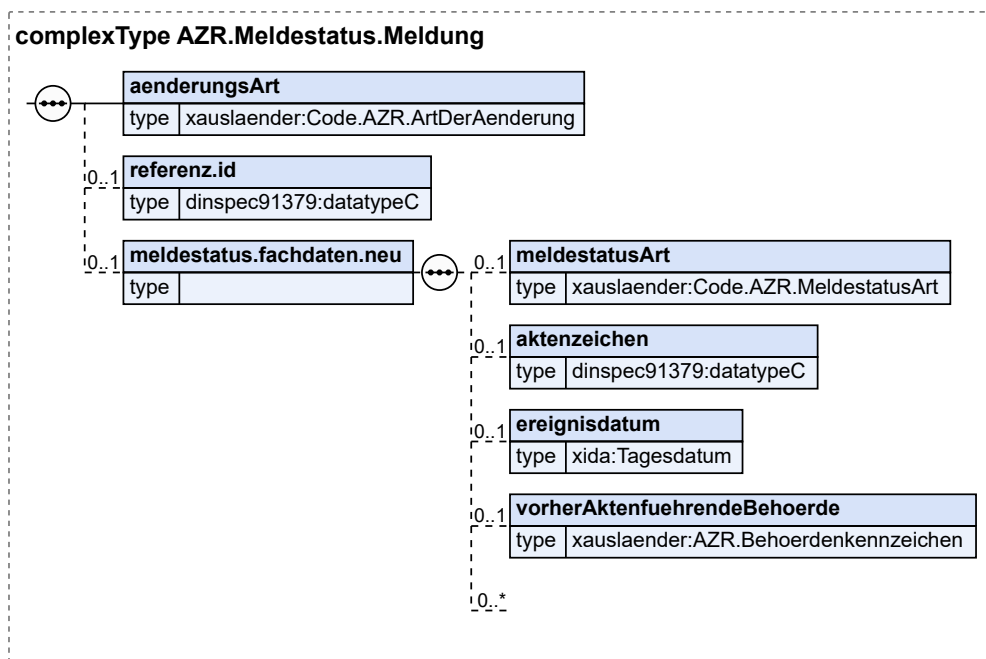 complexType AZR.Meldestatus.Meldung
aenderungsArt
type xauslaender:Code.AZR.ArtDerAenderung
0..1 referenz.id
type dinspec91379:datatypeC
0..1 meldestatus.fachdaten.neu
type
0..1 meldestatusArt
type xauslaender:Code.AZR.MeldestatusArt
0..1 aktenzeichen
type dinspec91379:datatypeC
0..1 ereignisdatum
type xida:Tagesdatum
0..1 vorherAktenfuehrendeBehoerde
type xauslaender:AZR.Behoerdenkennzeichen
0..*